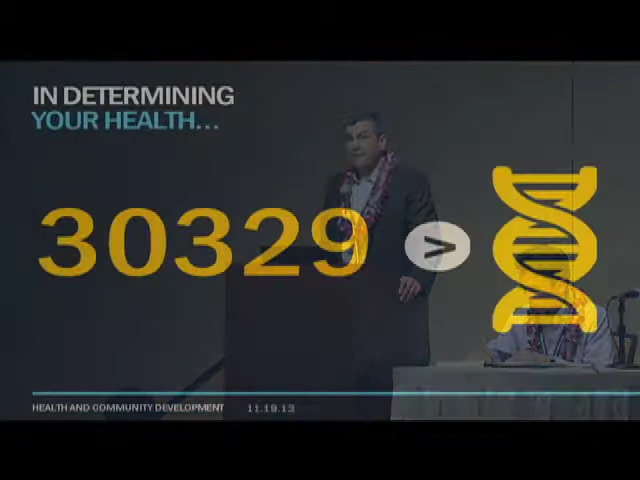 IN DETERMINING
YOUR HEALTH...
30329 >
HEALTH AND COMMUNITY DEVELOPMENT 11.19.13